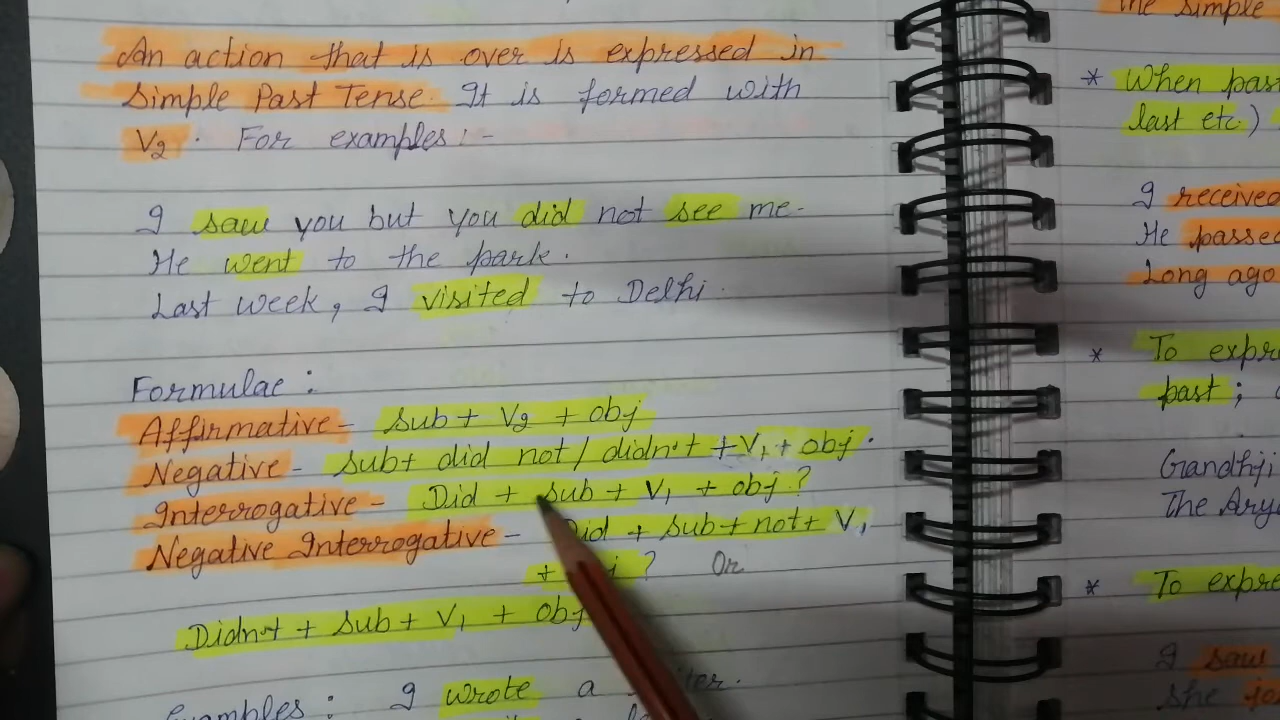 An action that is over is expressed in
Simple Past Tense. It is formed with
V2. For examples:-
I saw you but you did not see me.
He went to the park.
Last week, I visited to Delhi.
Formulae:
Affirmative- Sub+ V2 + obj
Negative- Sub+ did not/didn't +V1+ obj.
Interrogative- Did + sub + V1 + obj.?
Negative Interrogative- Did + sub + not + V1
+ ? Or
Didn't + sub + V1 + Obj
Examples: I wrote a
The simple
* When pas
last etc.)
I received
He passed
Long ago
* To expre
past;
Gandhji
The Ary
* To expre
I saw
She